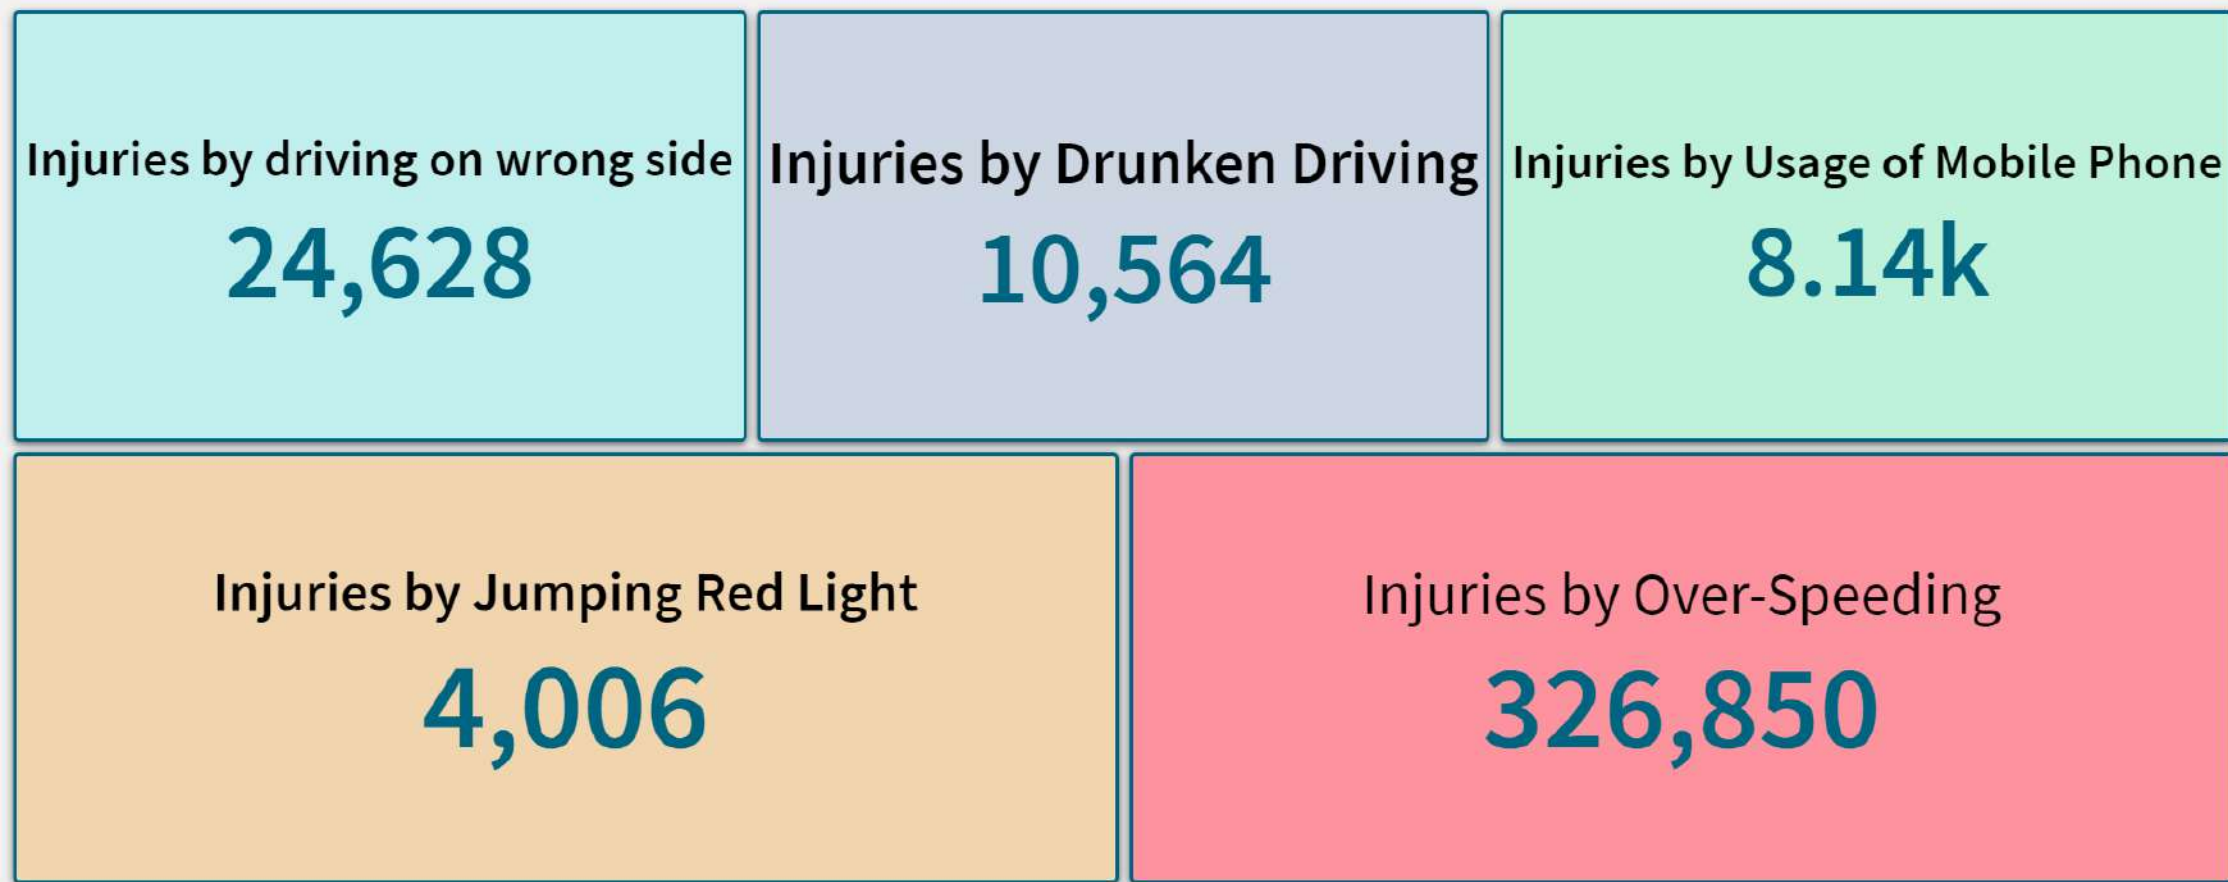 Injuries by driving on wrong side
24,628
Injuries by Drunken Driving
10,564
Injuries by Usage of Mobile Phone
8.14k
Injuries by Jumping Red Light
4,006
Injuries by Over-Speeding
326,850